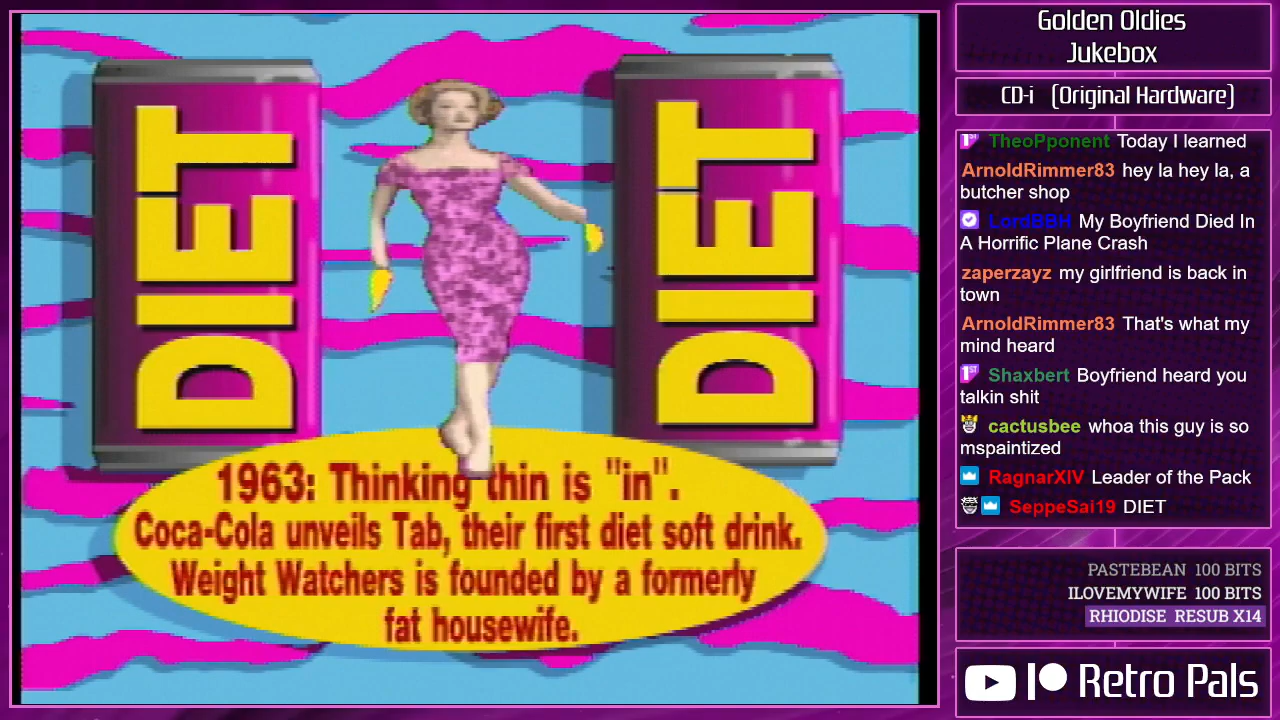 DIET
DIET
1963: Thinking thin is "in".
Coca-Cola unveils Tab, their first diet soft drink.
Weight Watchers is founded by a formerly
fat housewife.
Golden Oldies
Jukebox
CD-i (Original Hardware)
TheoPponent Today I learned
ArnoldRimmer83 hey la hey la, a
butcher shop
LordBBH My Boyfriend Died In
A Horrific Plane Crash
zaperzayz my girlfriend is back in
town
ArnoldRimmer83 That's what my
mind heard
Shaxbert Boyfriend heard you
talkin shit
cactusbee whoa this guy is so
mspaintized
RagnarXIV Leader of the Pack
SeppeSai19 DIET
PASTEBEAN 100 BITS
ILOVEMYWIFE 100 BITS
RHIODISE RESUB X14
Retro Pals